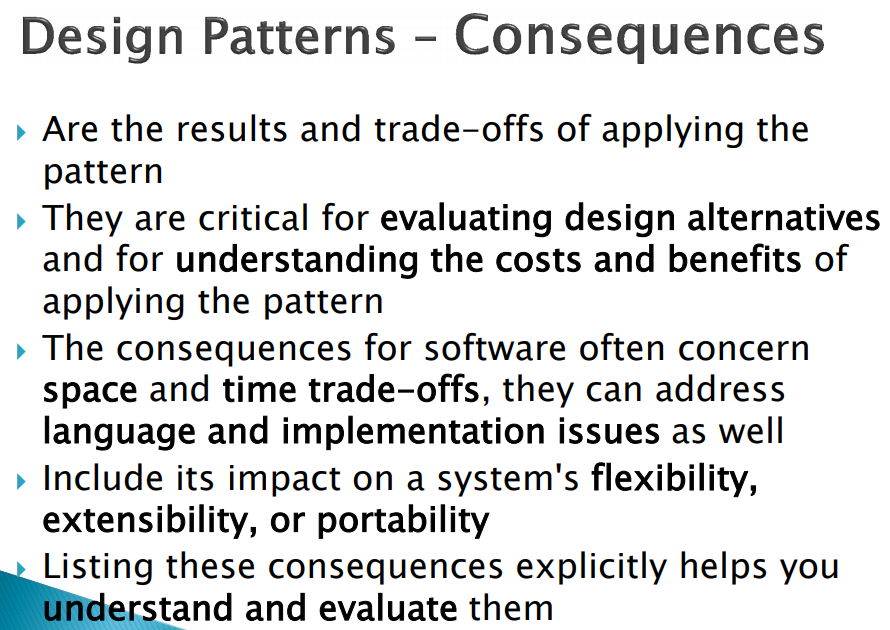 Design Patterns – Consequences
Are the results and trade-offs of applying the
pattern
They are critical for evaluating design alternatives
and for understanding the costs and benefits of
applying the pattern
The consequences for software often concern
space and time trade-offs, they can address
language and implementation issues as well
Include its impact on a system's flexibility,
extensibility, or portability
Listing these consequences explicitly helps you
understand and evaluate them